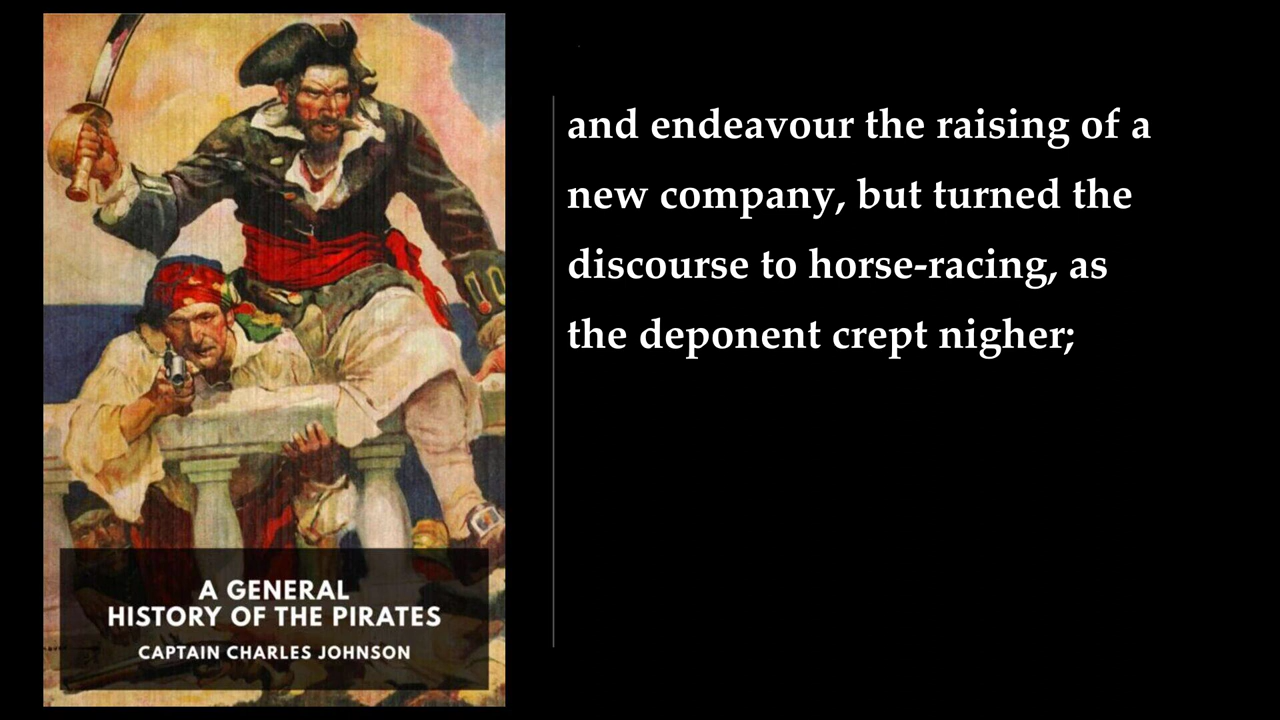 and endeavour the raising of a
new company, but turned the
discourse to horse-racing, as
the deponent crept nigher;
A GENERAL
HISTORY OF THE PIRATES
CAPTAIN CHARLES JOHNSON